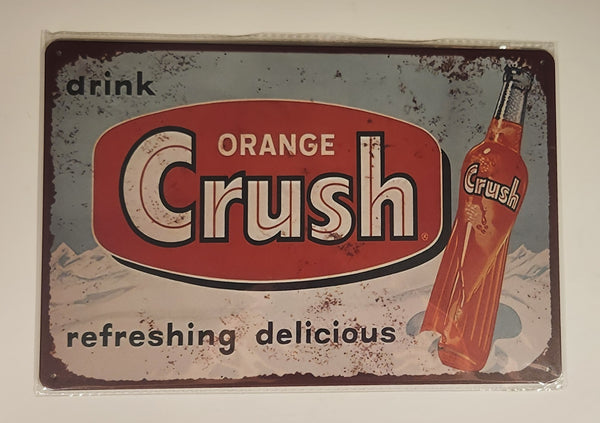 drink
ORANGE
Crush
®
Crush
refreshing delicious